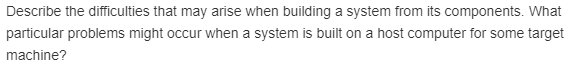 Describe the difficulties that may arise when building a system from its components. What
particular problems might occur when a system is built on a host computer for some target
machine?